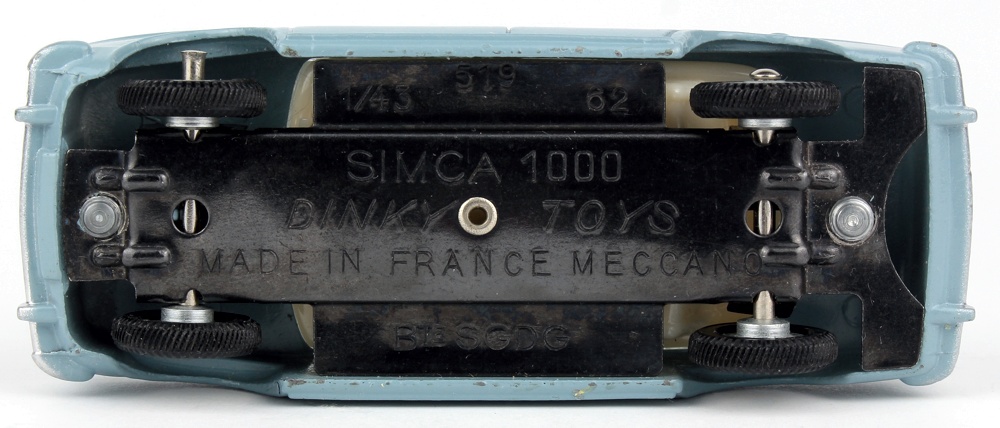 519
1/43 62
SIMCA 1000
DINKY TOYS
MADE IN FRANCE MECCANO
BTE SGDG